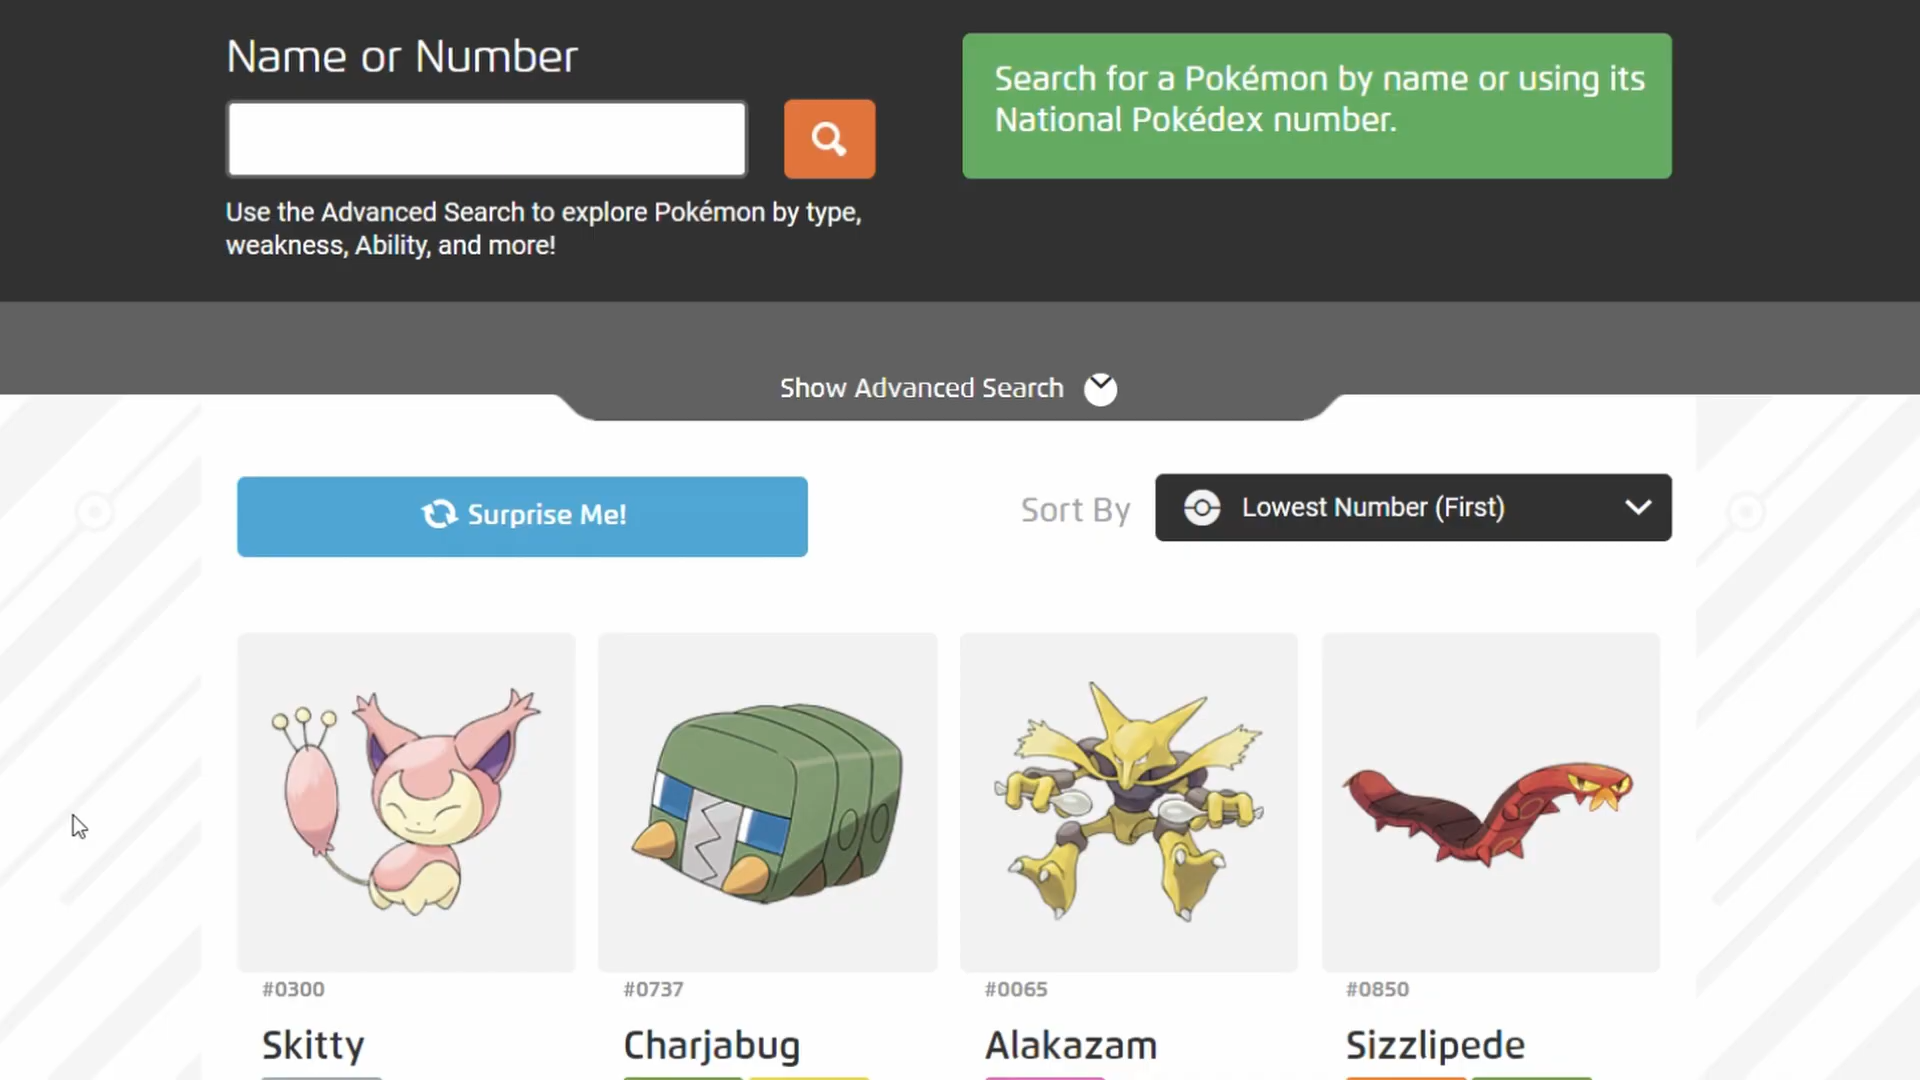 Name or Number
Search for a Pokémon by name or using its
National Pokédex number.
Use the Advanced Search to explore Pokémon by type,
weakness, Ability, and more!
Show Advanced Search
Surprise Me!
Sort By
Lowest Number (First)
#0300
#0737
#0065
#0850
Skitty
Charjabug
Alakazam
Sizzlipede